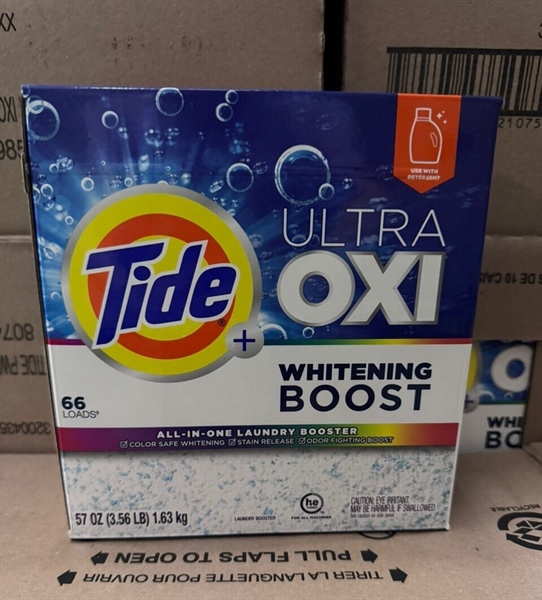 XX
2107S
USE WITH
DETERGENT
Tide
+
ULTRA
OXI
WHITENING
BOOST
66
LOADS◊
ALL-IN-ONE LAUNDRY BOOSTER
COLOR SAFE WHITENING STAIN RELEASE ODOR FIGHTING BOOST
57 OZ (3.56 LB) 1.63 kg
LAUNDRY BOOSTER
he
FOR ALL MACHINES
CAUTION: EYE IRRITANT.
MAY BE HARMFUL IF SWALLOWED.
PULL FLAPS TO OPEN
TIRER LA LANGUETTE POUR OUVRIR